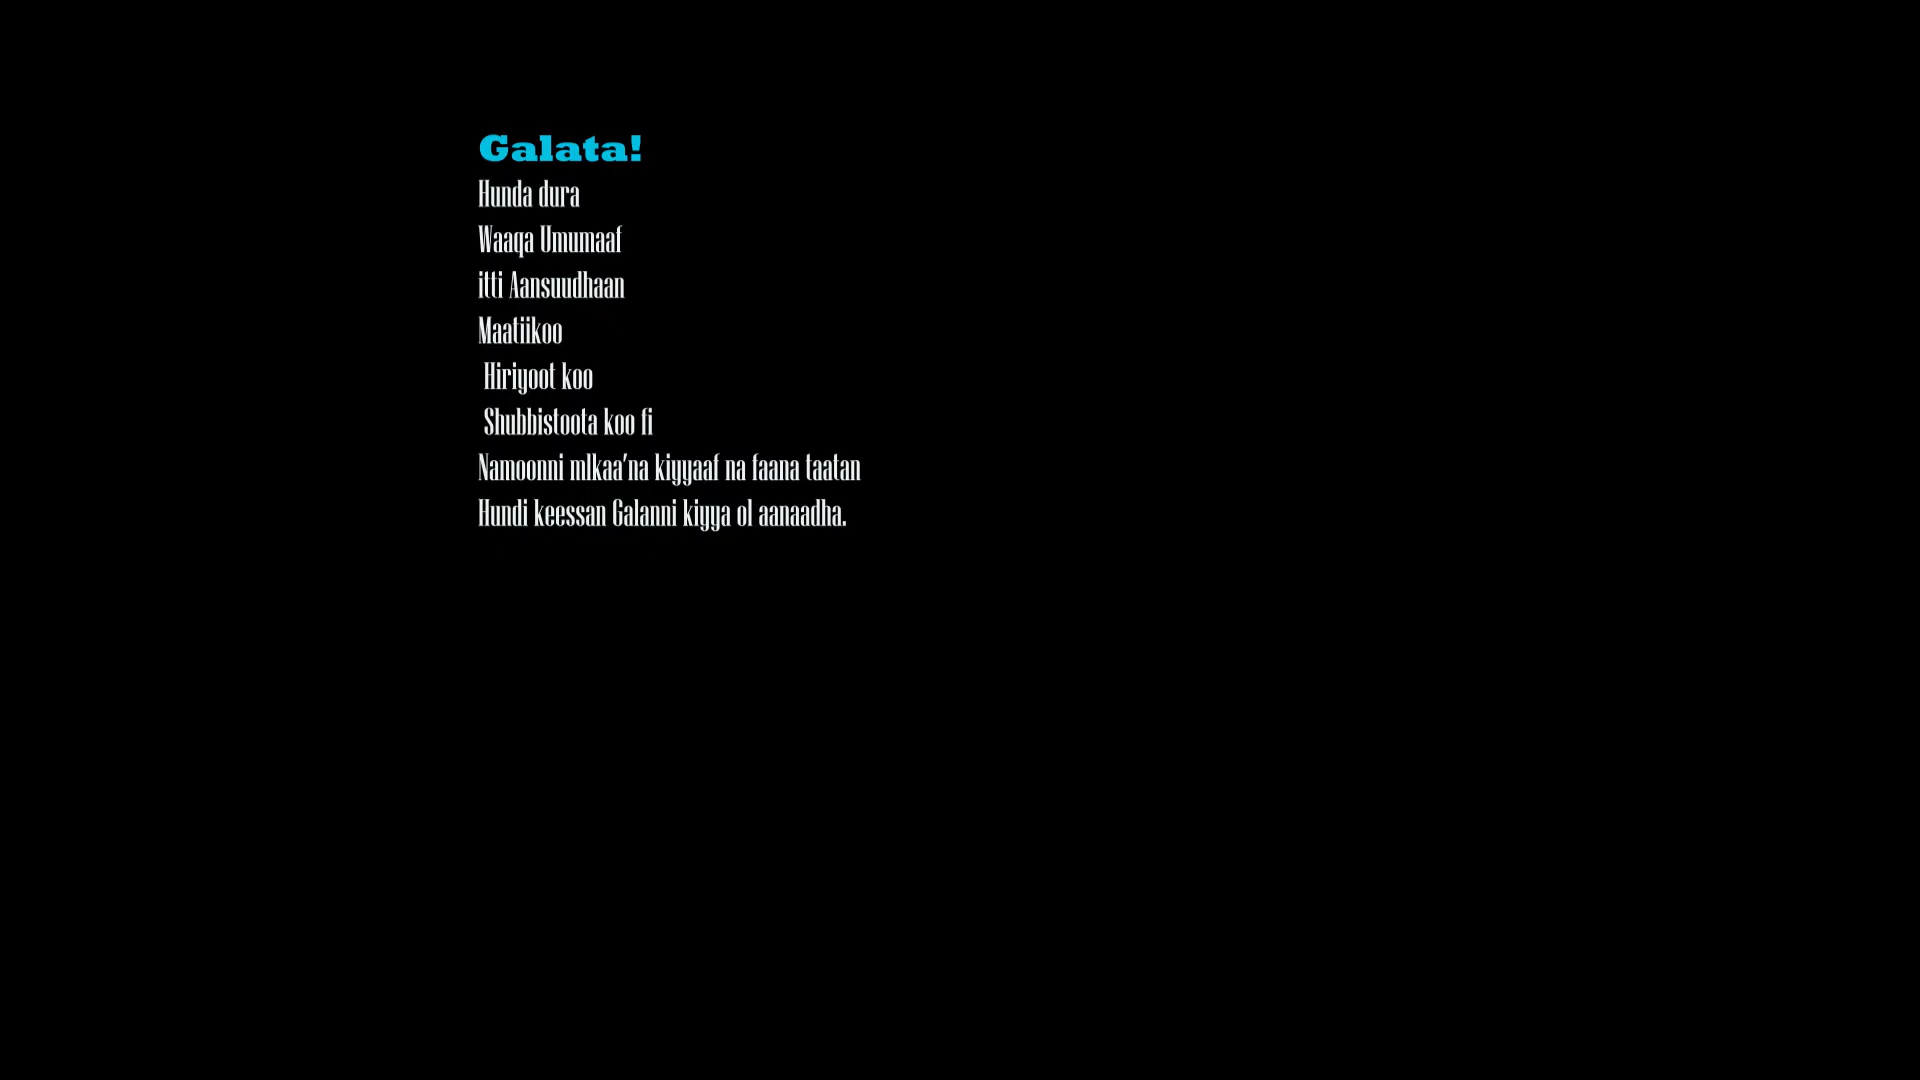 Galata!
Hunda dura
Waaqa Umumaaf
itti Aansuudhaan
Maatiikoo
Hiriyoot koo
Shubbistoota koo fi
Namoonni mlkaa'na kiyyaaf na faana taatan
Hundi keessan Galanni kiyya ol aanaadha.